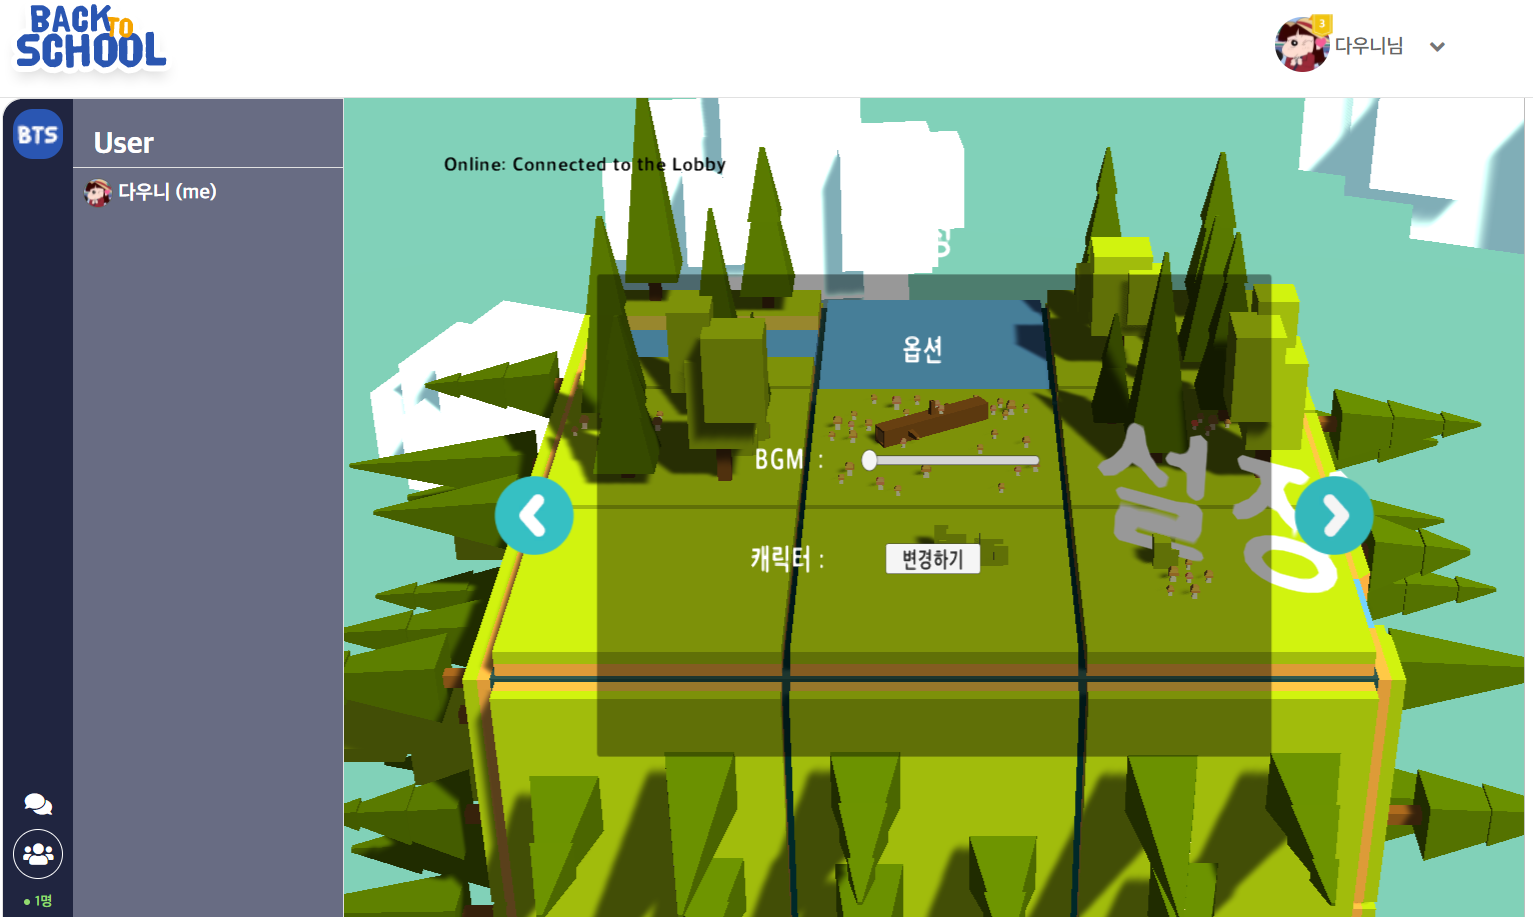 BACK TO
SCHOOL
3
다우니님
BTS
User
다우니 (me)
Online: Connected to the Lobby
옵션
BGM :
설정
캐릭터 :
변경하기
1명